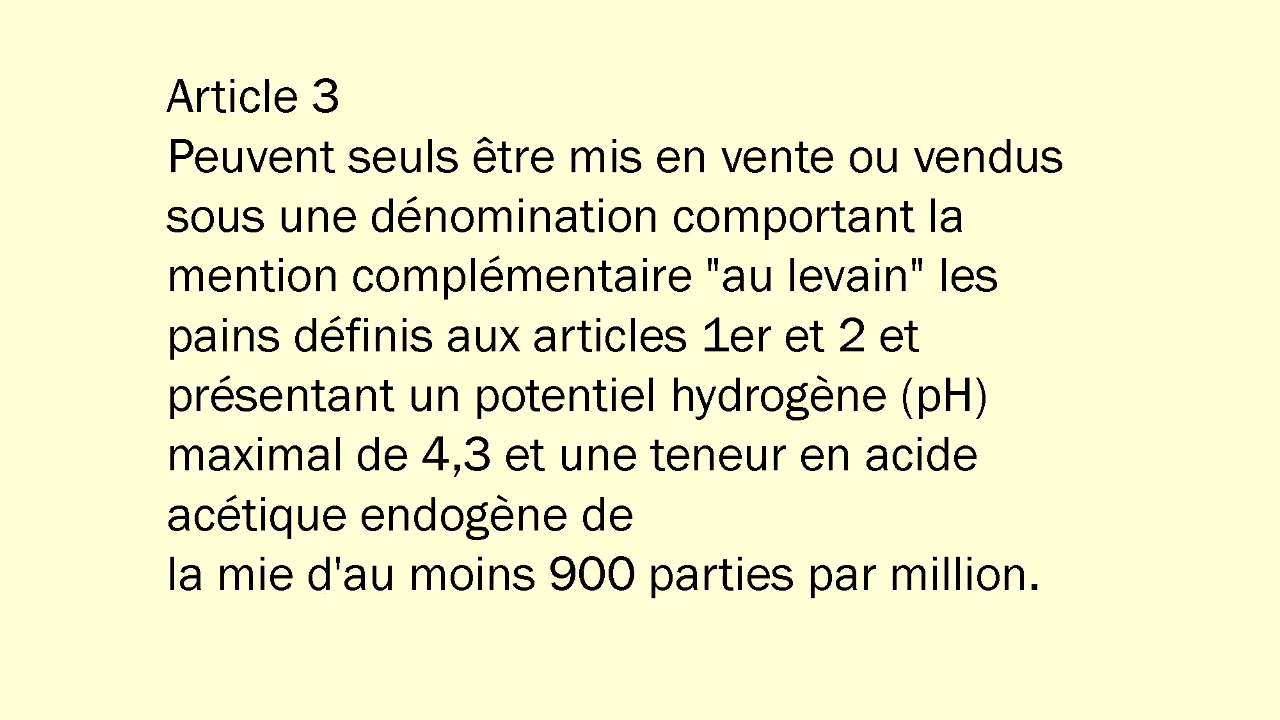 Article 3
Peuvent seuls être mis en vente ou vendus
sous une dénomination comportant la
mention complémentaire "au levain" les
pains définis aux articles 1er et 2 et
présentant un potentiel hydrogène (pH)
maximal de 4,3 et une teneur en acide
acétique endogène de
la mie d'au moins 900 parties par million.